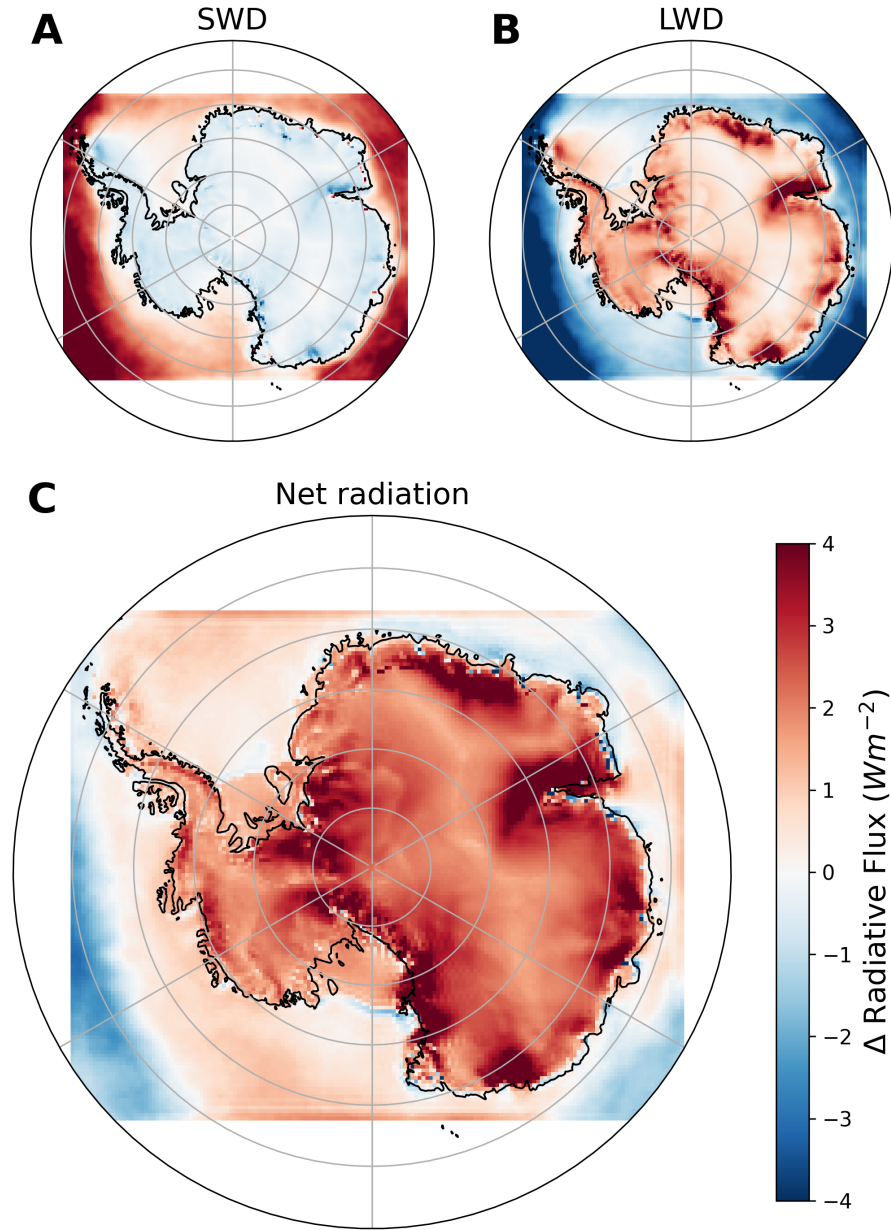 A
SWD
B
LWD
C
Net radiation
4
3
2
1
0
−1
−2
−3
−4
Δ Radiative Flux (Wm⁻²)